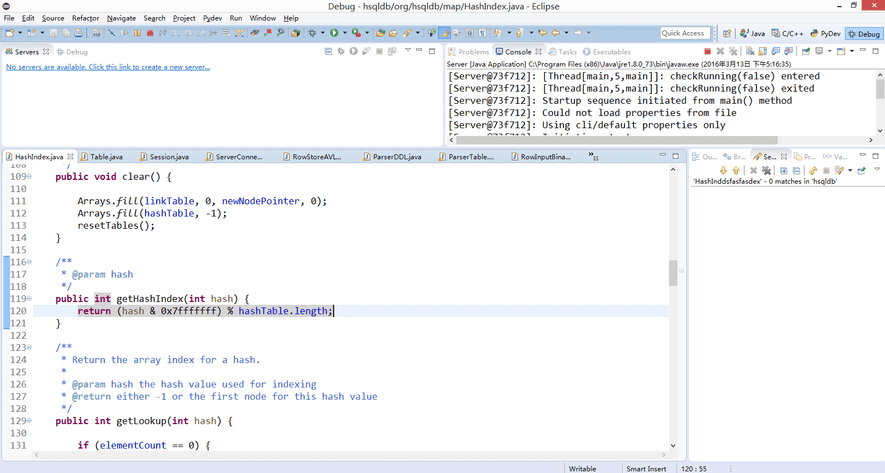 Debug - hsqldb/org/hsqldb/map/HashIndex.java - Eclipse
File Edit Source Refactor Navigate Search Project Pydev Run Window Help
Quick Access Java C/C++ PyDev Debug
Servers Debug
No servers are available. Click this link to create a new server...
Problems Console Tasks Executables
Server [Java Application] C:\Program Files (x86)\Java\jre1.8.0_73\bin\javaw.exe (2016年3月13日 下午5:16:35)
[Server@73f712]: [Thread[main,5,main]]: checkRunning(false) entered
[Server@73f712]: [Thread[main,5,main]]: checkRunning(false) exited
[Server@73f712]: Startup sequence initiated from main() method
[Server@73f712]: Could not load properties from file
[Server@73f712]: Using cli/default properties only
HashIndex.java Table.java Session.java ServerConne... RowStoreAVL... ParserDDL.java ParserTable.... RowInputBina...
109 public void clear() {
110
111 Arrays.fill(linkTable, 0, newNodePointer, 0);
112 Arrays.fill(hashTable, -1);
113 resetTables();
114 }
115
116 /**
117 * @param hash
118 */
119 public int getHashIndex(int hash) {
120 return (hash & 0x7fffffff) % hashTable.length;
121 }
122
123 /**
124 * Return the array index for a hash.
125 *
126 * @param hash the hash value used for indexing
127 * @return either -1 or the first node for this hash value
128 */
129 public int getLookup(int hash) {
130
131 if (elementCount == 0) {
Ou... Br... Se... Pr... Va...
'HashInddsfasfasdex' - 0 matches in 'hsqldb'
Writable Smart Insert 120 : 55